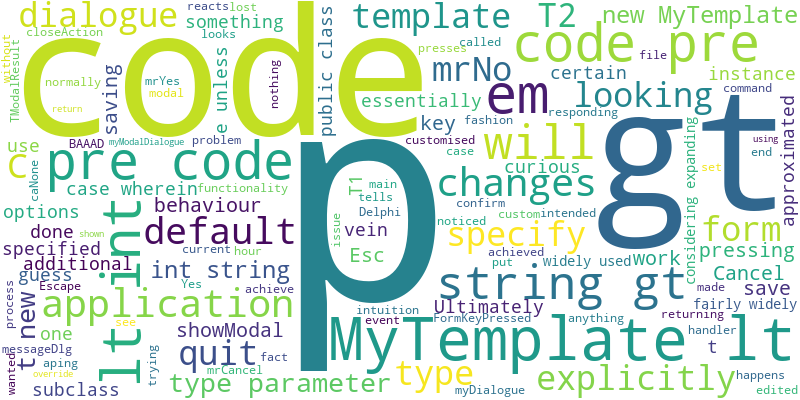 reacts lost
dialogue
something
template
T2
new MyTemplate
closeAction
looks
code
public class
called
presses
file
code pre
without
TModalResult
saving
mrYes
modal
nothing
e unless
mrNo
certain
instance
normally
essentially
em
looking
command
return
BAAAD
myModalDialogue
problem
key
fashion
responding
using
approximated
use
customised
case
will
set
end
c
pre code
p
gt
curious
caNone
T1
main
changes
case wherein
functionality
tells
confirm
custom
intended
considering expanding
options
behaviour
Delphi
noticed
form
done
default
issue
vein
specify
lt int
shown
achieved
pressing
specified
current
hour
Esc
put
widely used
work
Cancel
additional
guess
int string
string gt
save
Escape
Yes
achieve
Ultimately
made
fairly widely
process
t new
application
intuition
FormKeyPressed
anything
returning
one
see
showModal
event
MyTemplate lt
handler
t
happens
messageDlg
aping
trying
quit
fact
type
explicitly
wanted
override
mrCancel
subclass
type parameter
myDialogue
edited